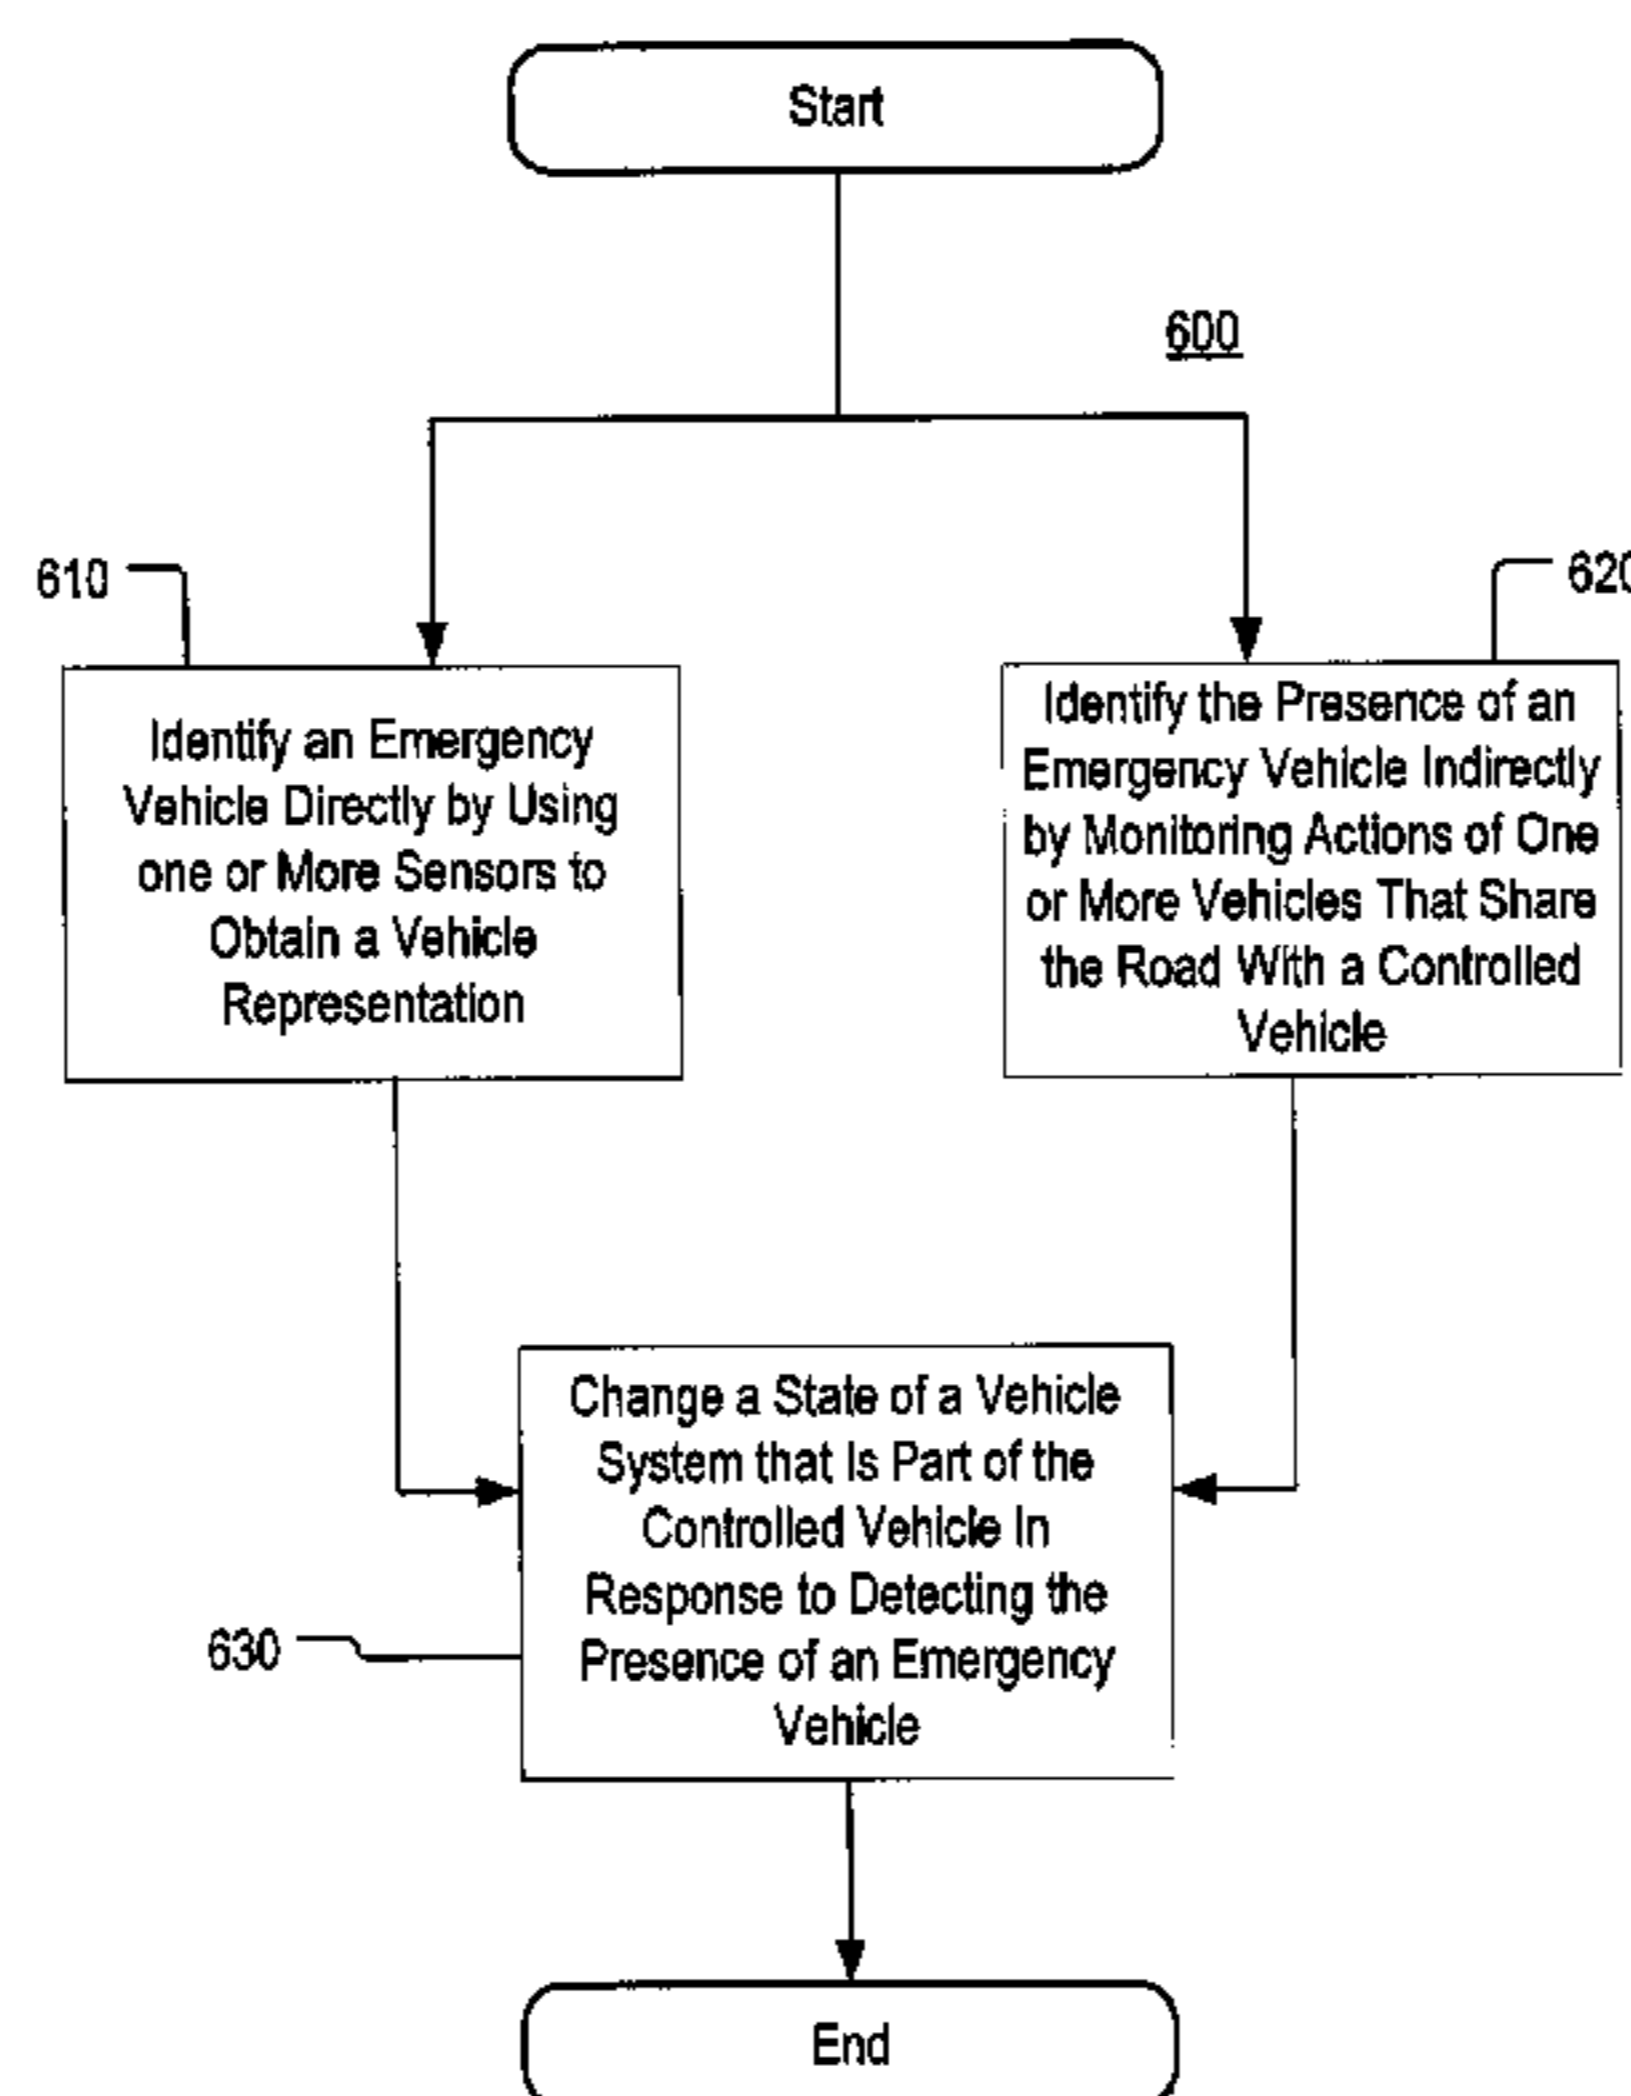 Start
600
610
620
Identify an Emergency
Vehicle Directly by Using
one or More Sensors to
Obtain a Vehicle
Representation
Identify the Presence of an
Emergency Vehicle Indirectly
by Monitoring Actions of One
or More Vehicles That Share
the Road With a Controlled
Vehicle
Change a State of a Vehicle
System that Is Part of the
Controlled Vehicle In
Response to Detecting the
Presence of an Emergency
Vehicle
630
End